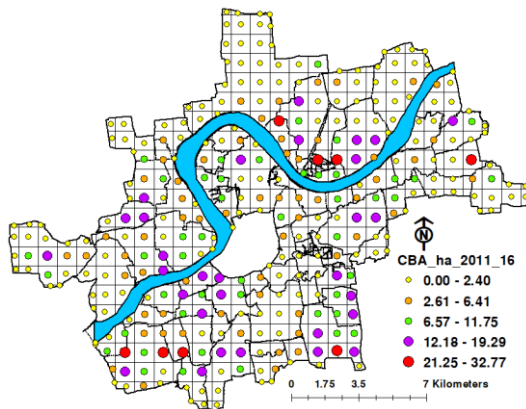 N
CBA_ha_2011_16
0.00 - 2.40
2.61 - 6.41
6.57 - 11.75
12.18 - 19.29
21.25 - 32.77
0 1.75 3.5 7 Kilometers